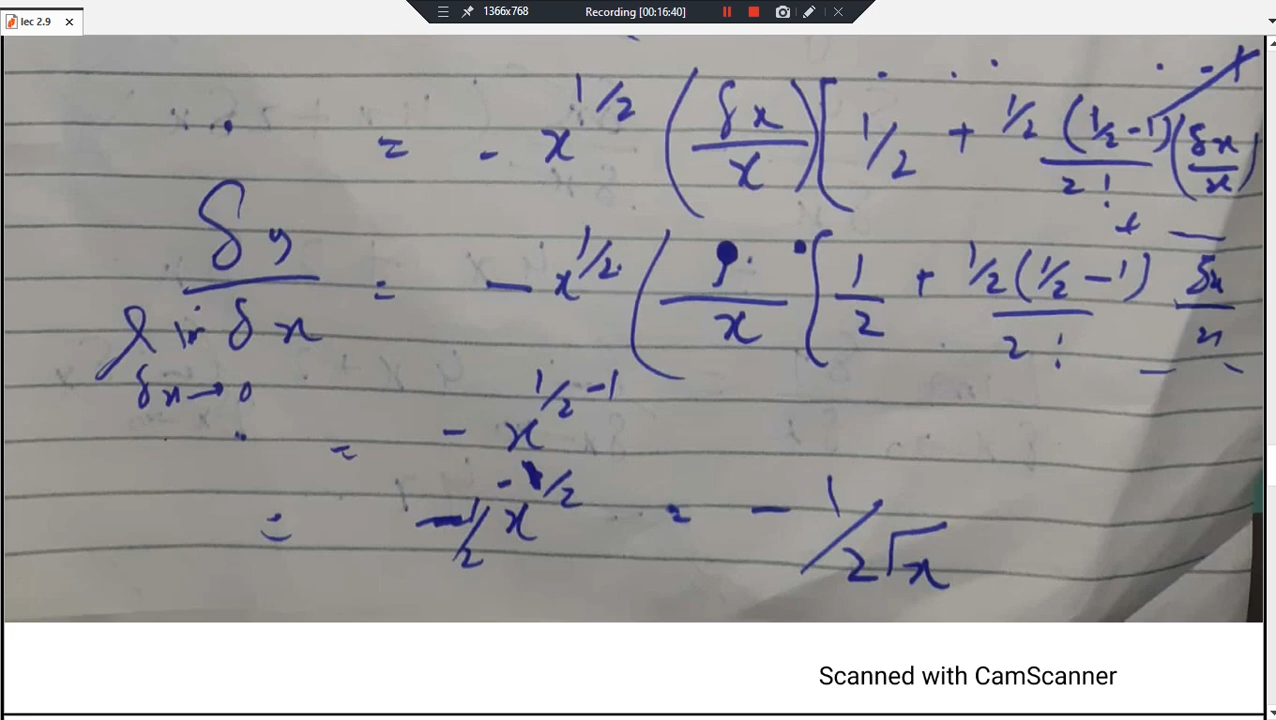 lec 2.9
1366x768 Recording [00:16:40]
= - x^1/2 (δx/x) [1/2 + 1/2 (1/2 -1)/2! (δx/x)
+ —
δy/δx = - x^1/2 ( /x [1/2 + 1/2 (1/2 -1)/2! δx/x
lim δx→0
= - x^1/2 -1
= -1/2 x^-1/2 = - 1/2√x
Scanned with CamScanner